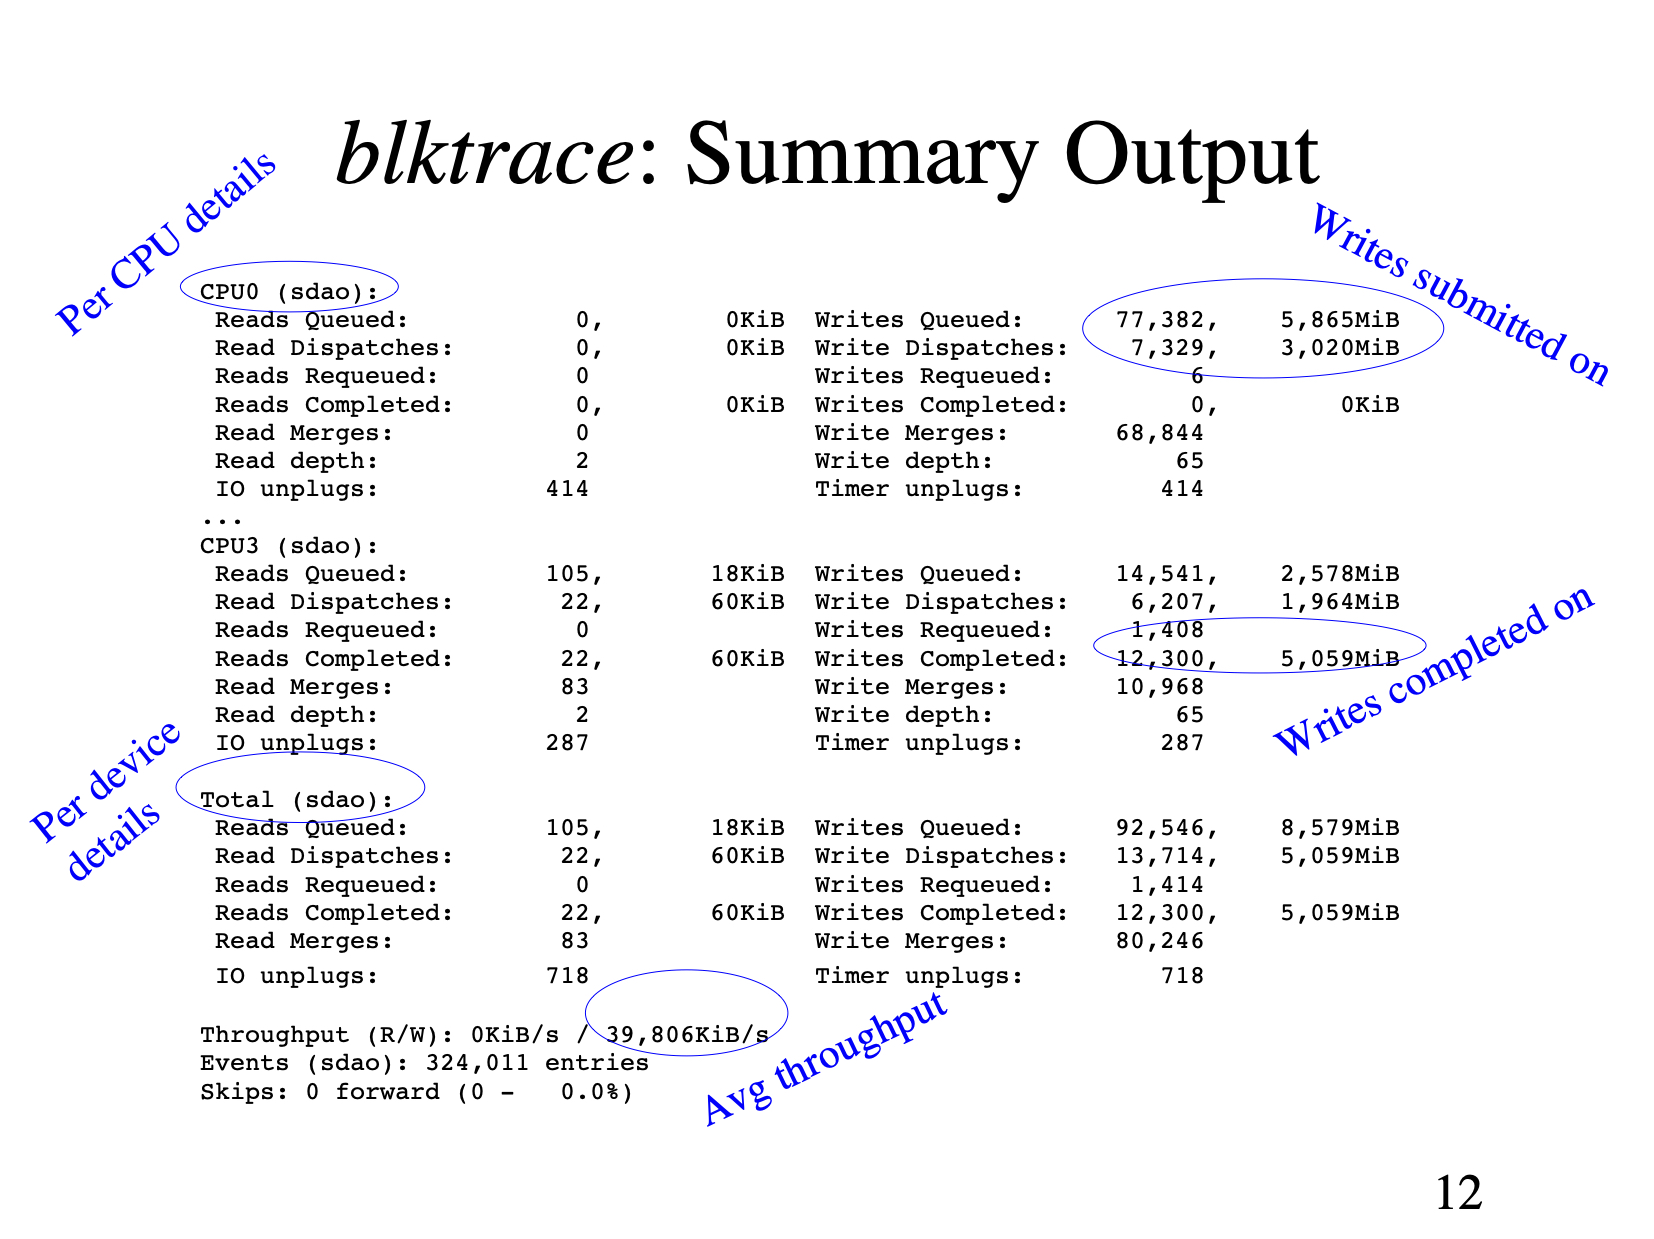 blktrace: Summary Output
Per CPU details
Writes submitted on
CPU0 (sdao):
Reads Queued: 0, 0KiB Writes Queued: 77,382, 5,865MiB
Read Dispatches: 0, 0KiB Write Dispatches: 7,329, 3,020MiB
Reads Requeued: 0 Writes Requeued: 6
Reads Completed: 0, 0KiB Writes Completed: 0, 0KiB
Read Merges: 0 Write Merges: 68,844
Read depth: 2 Write depth: 65
IO unplugs: 414 Timer unplugs: 414
...
CPU3 (sdao):
Reads Queued: 105, 18KiB Writes Queued: 14,541, 2,578MiB
Read Dispatches: 22, 60KiB Write Dispatches: 6,207, 1,964MiB
Reads Requeued: 0 Writes Requeued: 1,408
Reads Completed: 22, 60KiB Writes Completed: 12,300, 5,059MiB
Read Merges: 83 Write Merges: 10,968
Read depth: 2 Write depth: 65
IO unplugs: 287 Timer unplugs: 287
Writes completed on
Per device
details
Total (sdao):
Reads Queued: 105, 18KiB Writes Queued: 92,546, 8,579MiB
Read Dispatches: 22, 60KiB Write Dispatches: 13,714, 5,059MiB
Reads Requeued: 0 Writes Requeued: 1,414
Reads Completed: 22, 60KiB Writes Completed: 12,300, 5,059MiB
Read Merges: 83 Write Merges: 80,246
IO unplugs: 718 Timer unplugs: 718
Throughput (R/W): 0KiB/s / 39,806KiB/s
Events (sdao): 324,011 entries
Skips: 0 forward (0 - 0.0%)
Avg throughput
12